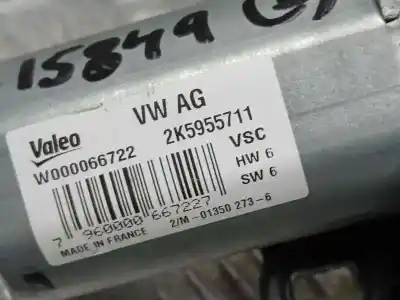 15849
VW AG
Valeo
2K5955711
W000066722
VSC
HW 6
SW 6
7 960000 667227
2/M-01350 273-6
MADE IN FRANCE